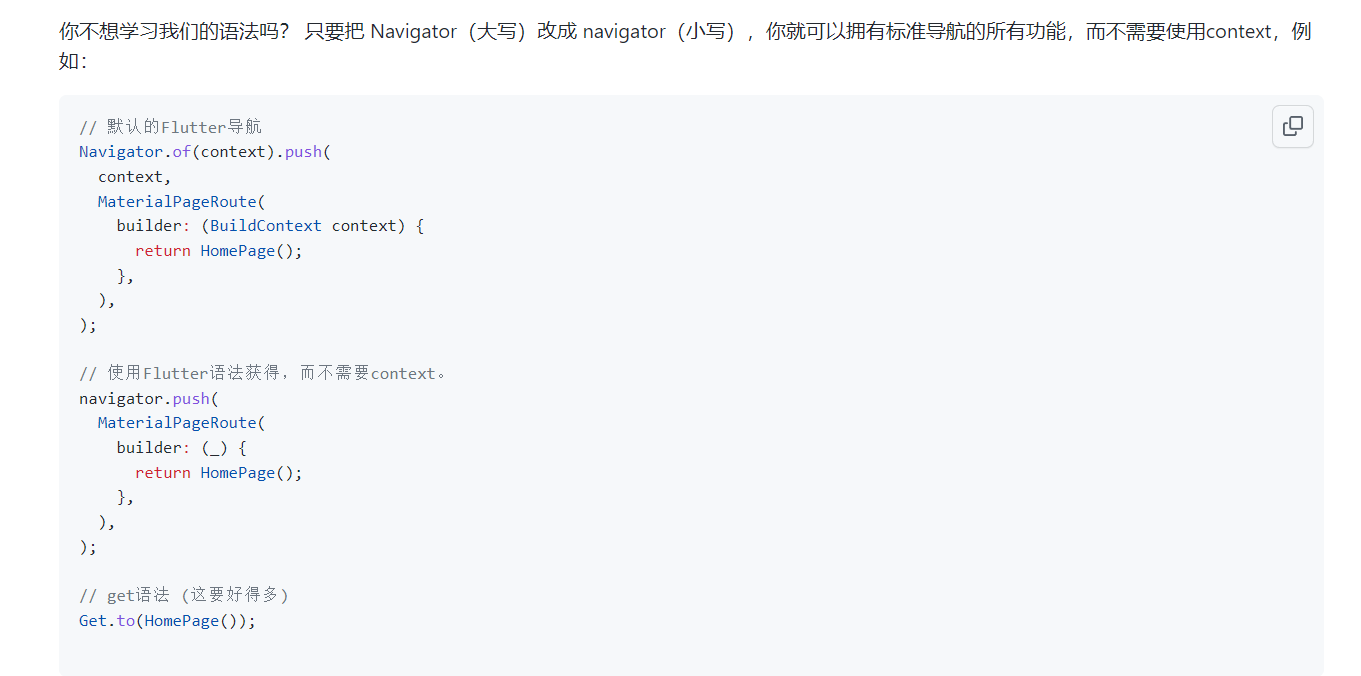 你不想学习我们的语法吗？ 只要把 Navigator（大写）改成 navigator（小写），你就可以拥有标准导航的所有功能，而不需要使用context，例
如：
// 默认的Flutter导航
Navigator.of(context).push(
  context,
  MaterialPageRoute(
    builder: (BuildContext context) {
      return HomePage();
    },
  ),
);
// 使用Flutter语法获得，而不需要context。
navigator.push(
  MaterialPageRoute(
    builder: (_) {
      return HomePage();
    },
  ),
);
// get语法 (这要好得多)
Get.to(HomePage());